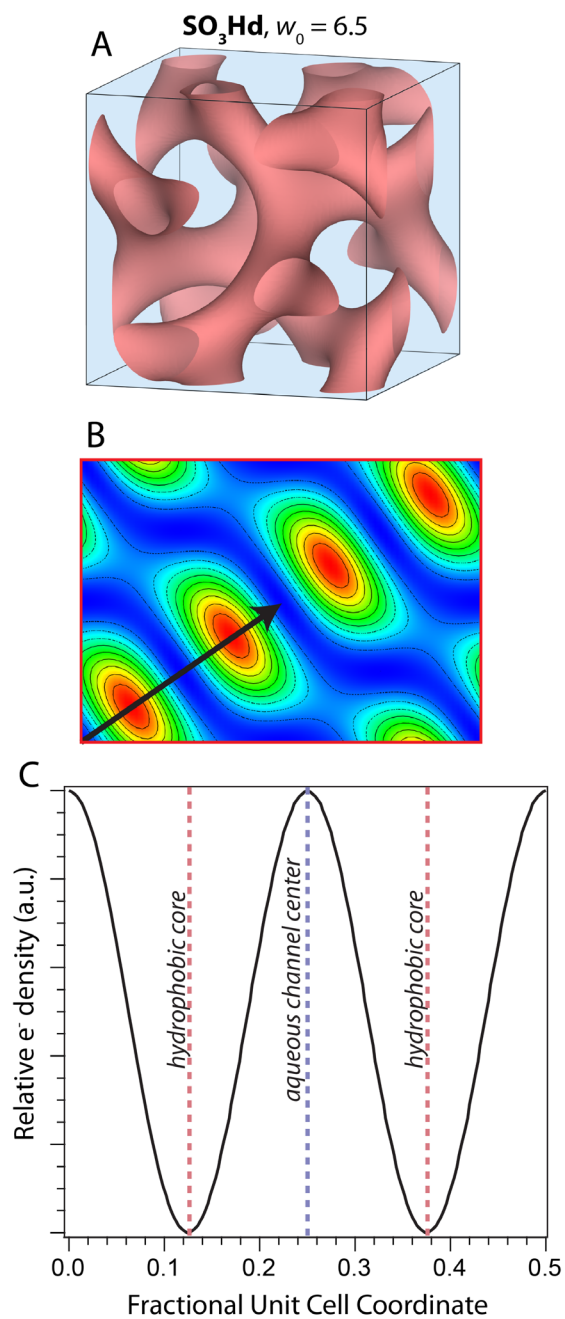 SO₃Hd, w₀ = 6.5
A
B
C
Relative e⁻ density (a.u.)
hydrophobic core
aqueous channel center
hydrophobic core
0.0 0.1 0.2 0.3 0.4 0.5
Fractional Unit Cell Coordinate